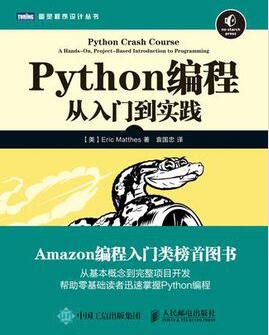 图灵程序设计丛书
no starch press
Python Crash Course
A Hands-On, Project-Based Introduction to Programming
Python编程
从入门到实践
【美】Eric Matthes 著 袁国忠 译
Amazon编程入门类榜首图书
从基本概念到完整项目开发
帮助零基础读者迅速掌握Python编程
中国工信出版集团 人民邮电出版社